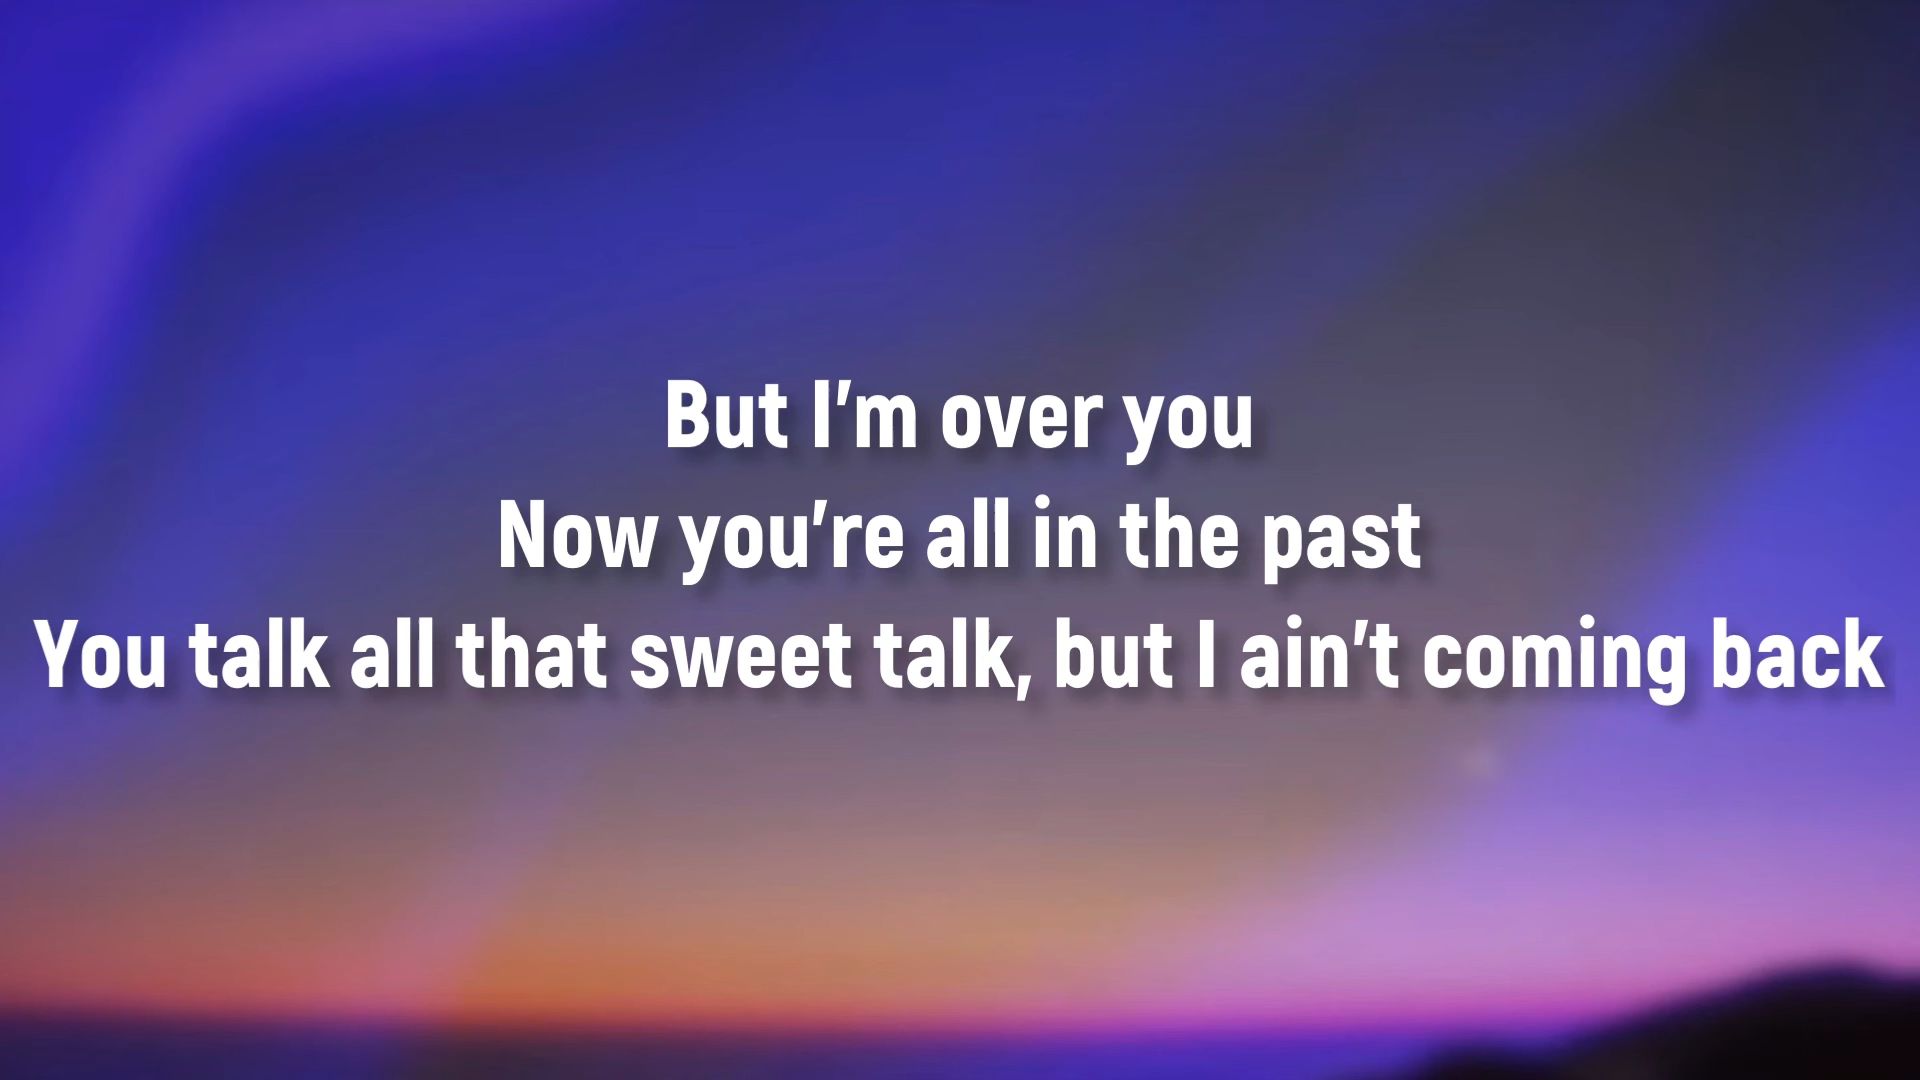 But I'm over you
Now you're all in the past
You talk all that sweet talk, but I ain't coming back